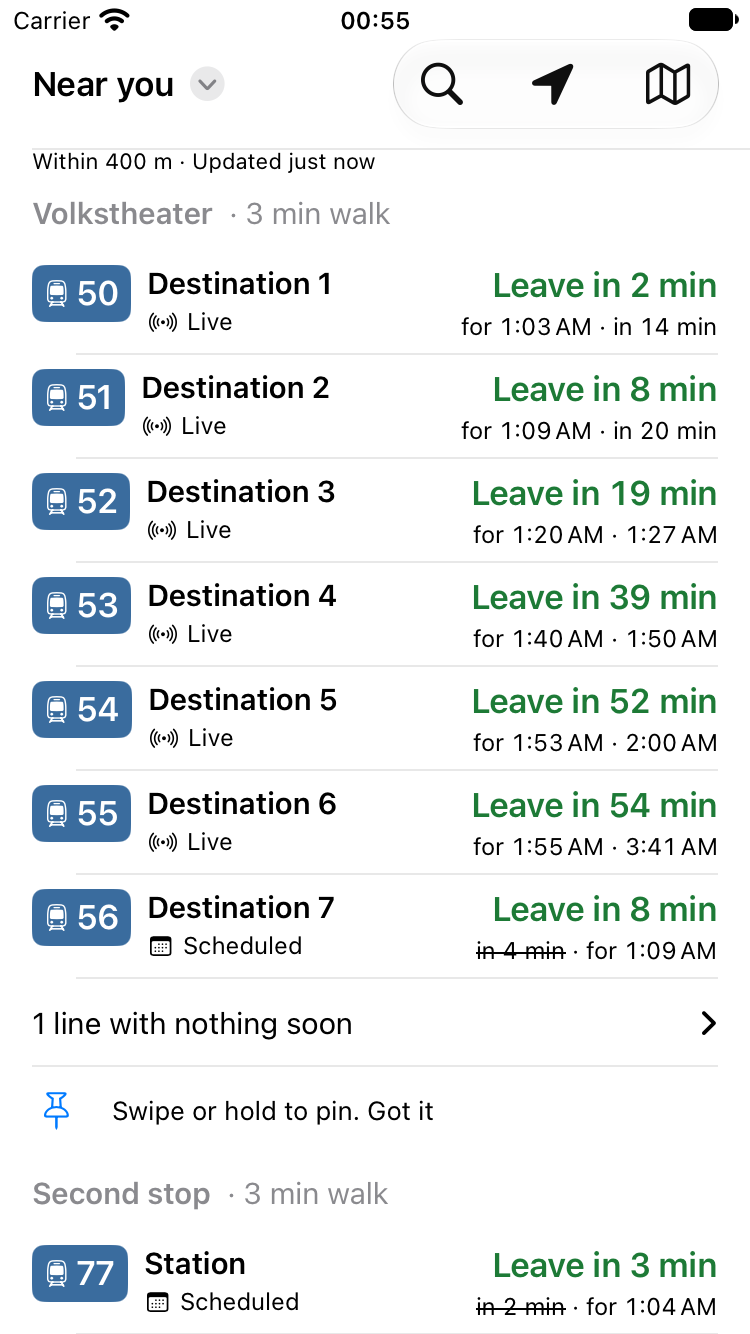 Carrier 00:55
Near you
Within 400 m · Updated just now
Volkstheater · 3 min walk
50 Destination 1 Leave in 2 min
Live for 1:03 AM · in 14 min
51 Destination 2 Leave in 8 min
Live for 1:09 AM · in 20 min
52 Destination 3 Leave in 19 min
Live for 1:20 AM · 1:27 AM
53 Destination 4 Leave in 39 min
Live for 1:40 AM · 1:50 AM
54 Destination 5 Leave in 52 min
Live for 1:53 AM · 2:00 AM
55 Destination 6 Leave in 54 min
Live for 1:55 AM · 3:41 AM
56 Destination 7 Leave in 8 min
Scheduled in 4 min · for 1:09 AM
1 line with nothing soon
Swipe or hold to pin. Got it
Second stop · 3 min walk
77 Station Leave in 3 min
Scheduled in 2 min · for 1:04 AM